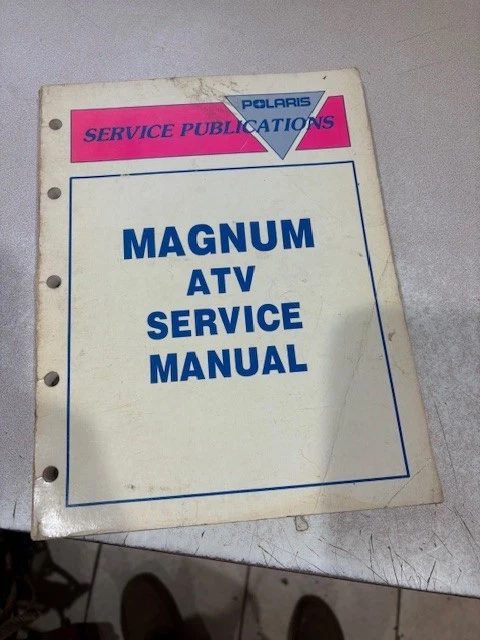 POLARIS
SERVICE PUBLICATIONS
MAGNUM
ATV
SERVICE
MANUAL